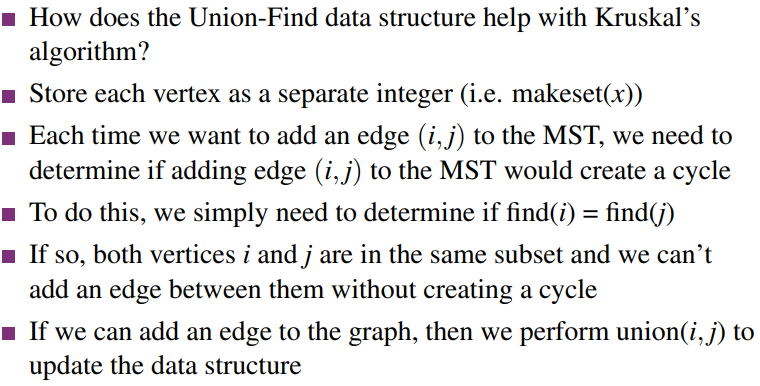 How does the Union-Find data structure help with Kruskal's
algorithm?
Store each vertex as a separate integer (i.e. makeset(x))
Each time we want to add an edge (i, j) to the MST, we need to
determine if adding edge (i, j) to the MST would create a cycle
To do this, we simply need to determine if find(i) = find(j)
If so, both vertices i and j are in the same subset and we can't
add an edge between them without creating a cycle
If we can add an edge to the graph, then we perform union(i, j) to
update the data structure